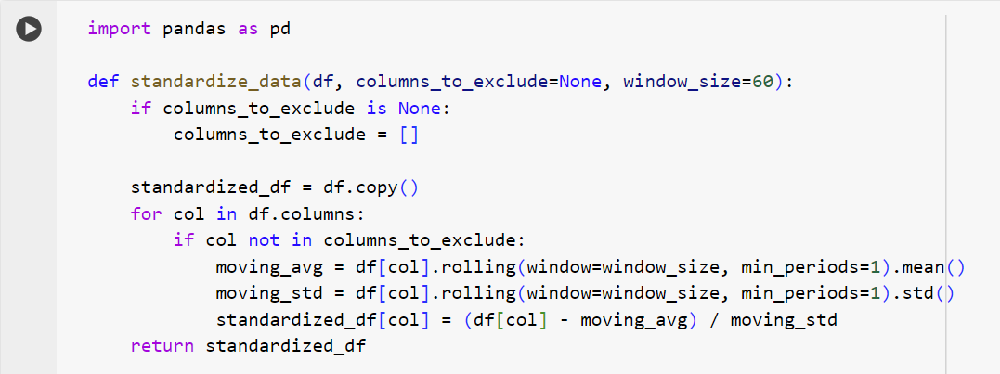 import pandas as pd
def standardize_data(df, columns_to_exclude=None, window_size=60):
    if columns_to_exclude is None:
        columns_to_exclude = []
    standardized_df = df.copy()
    for col in df.columns:
        if col not in columns_to_exclude:
            moving_avg = df[col].rolling(window=window_size, min_periods=1).mean()
            moving_std = df[col].rolling(window=window_size, min_periods=1).std()
            standardized_df[col] = (df[col] - moving_avg) / moving_std
    return standardized_df